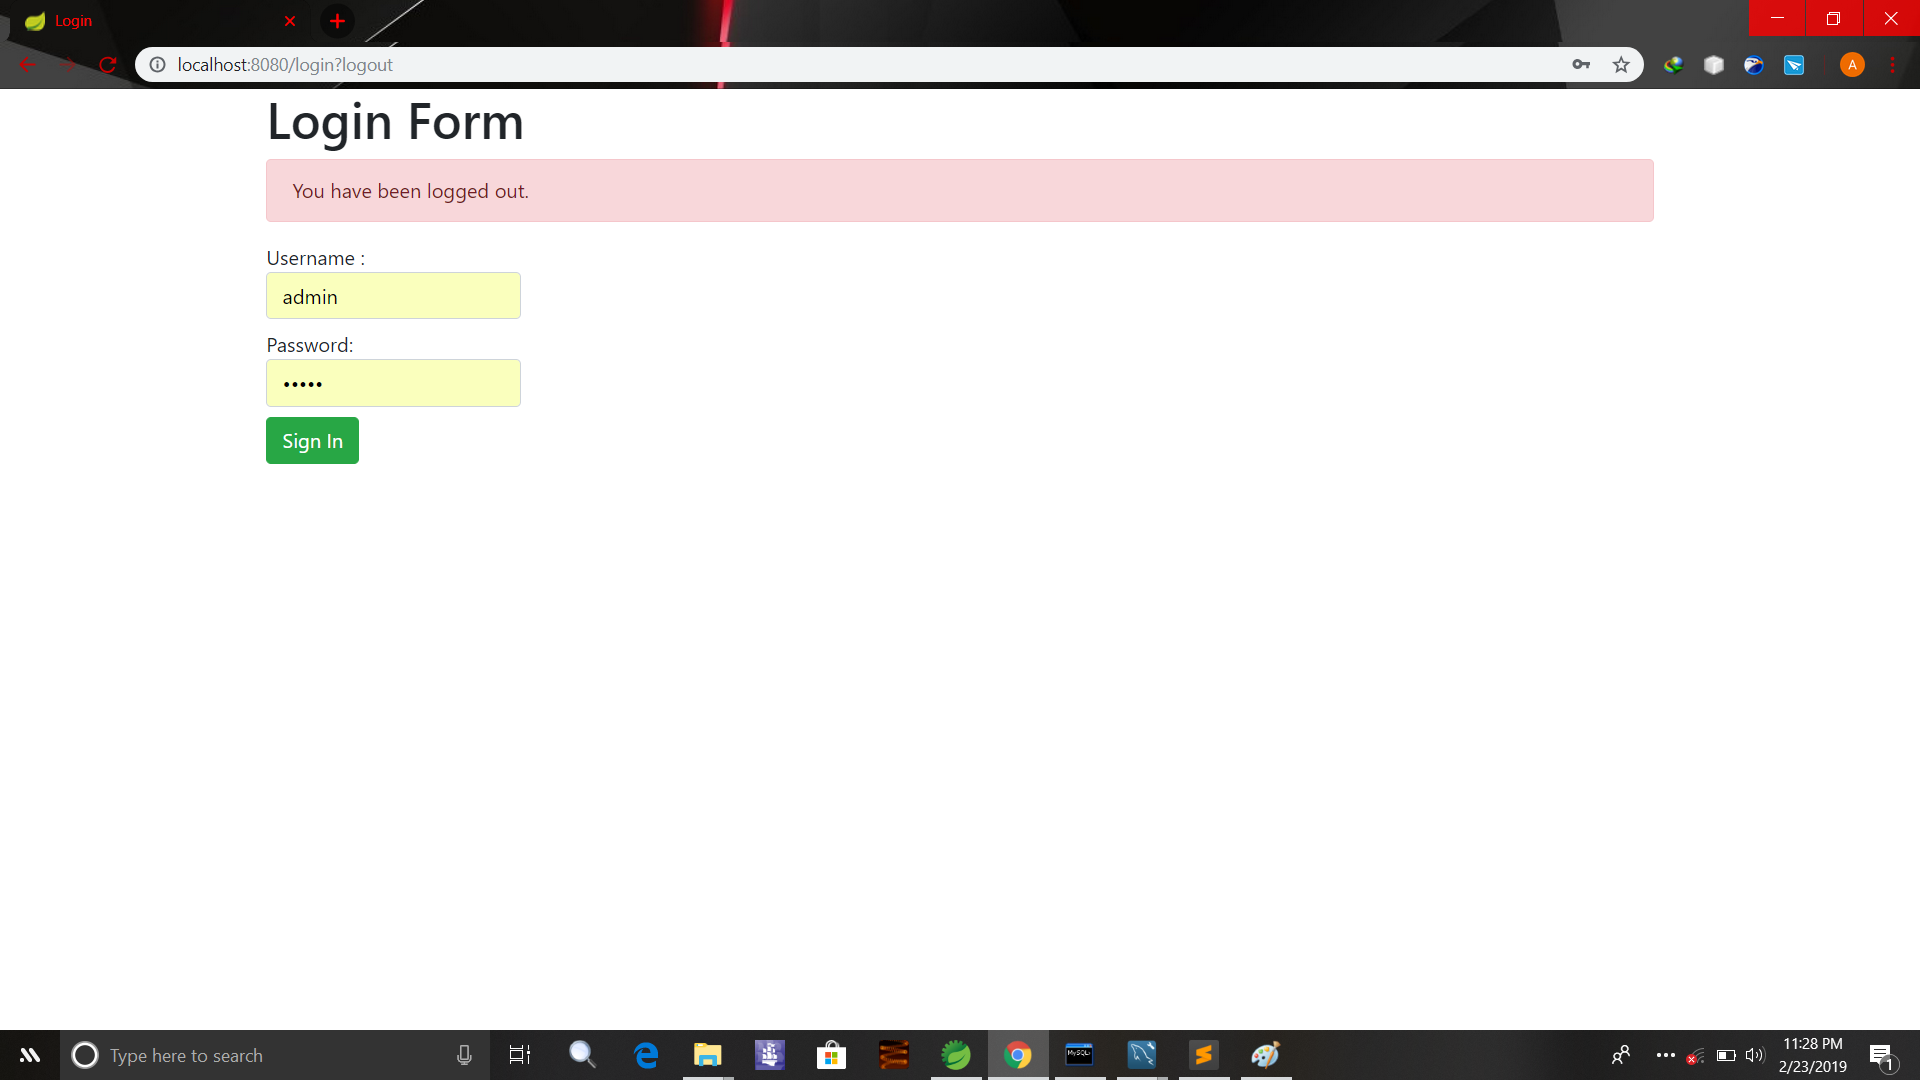 Login
localhost:8080/login?logout
A
Login Form
You have been logged out.
Username :
admin
Password:
•••••
Sign In
Type here to search
MySQL
11:28 PM
2/23/2019
1